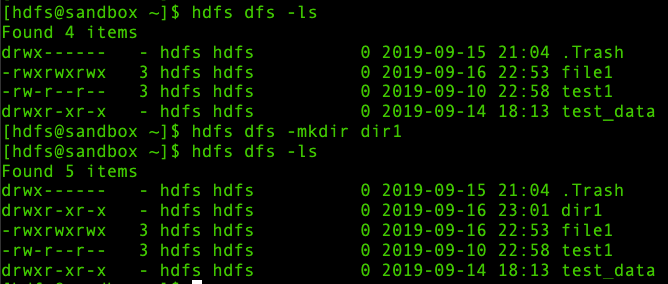 [hdfs@sandbox ~]$ hdfs dfs -ls
Found 4 items
drwx------   - hdfs hdfs          0 2019-09-15 21:04 .Trash
-rwxrwxrwx   3 hdfs hdfs          0 2019-09-16 22:53 file1
-rw-r--r--   3 hdfs hdfs          0 2019-09-10 22:58 test1
drwxr-xr-x   - hdfs hdfs          0 2019-09-14 18:13 test_data
[hdfs@sandbox ~]$ hdfs dfs -mkdir dir1
[hdfs@sandbox ~]$ hdfs dfs -ls
Found 5 items
drwx------   - hdfs hdfs          0 2019-09-15 21:04 .Trash
drwxr-xr-x   - hdfs hdfs          0 2019-09-16 23:01 dir1
-rwxrwxrwx   3 hdfs hdfs          0 2019-09-16 22:53 file1
-rw-r--r--   3 hdfs hdfs          0 2019-09-10 22:58 test1
drwxr-xr-x   - hdfs hdfs          0 2019-09-14 18:13 test_data